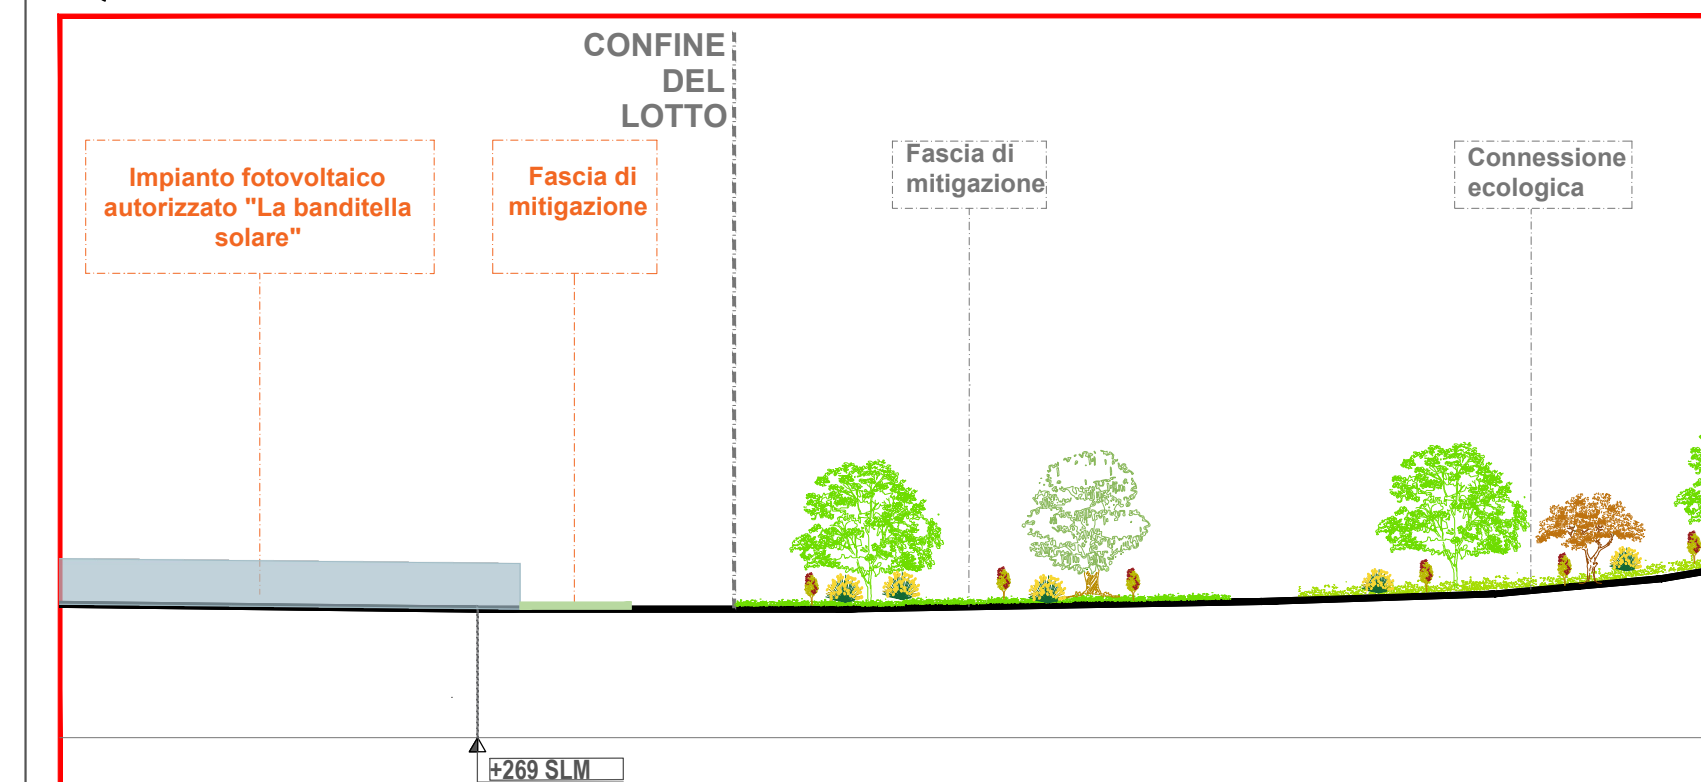 CONFINE
DEL
LOTTO
Impianto fotovoltaico
autorizzato "La banditella
solare"
Fascia di
mitigazione
Fascia di
mitigazione
Connessione
ecologica
+269 SLM